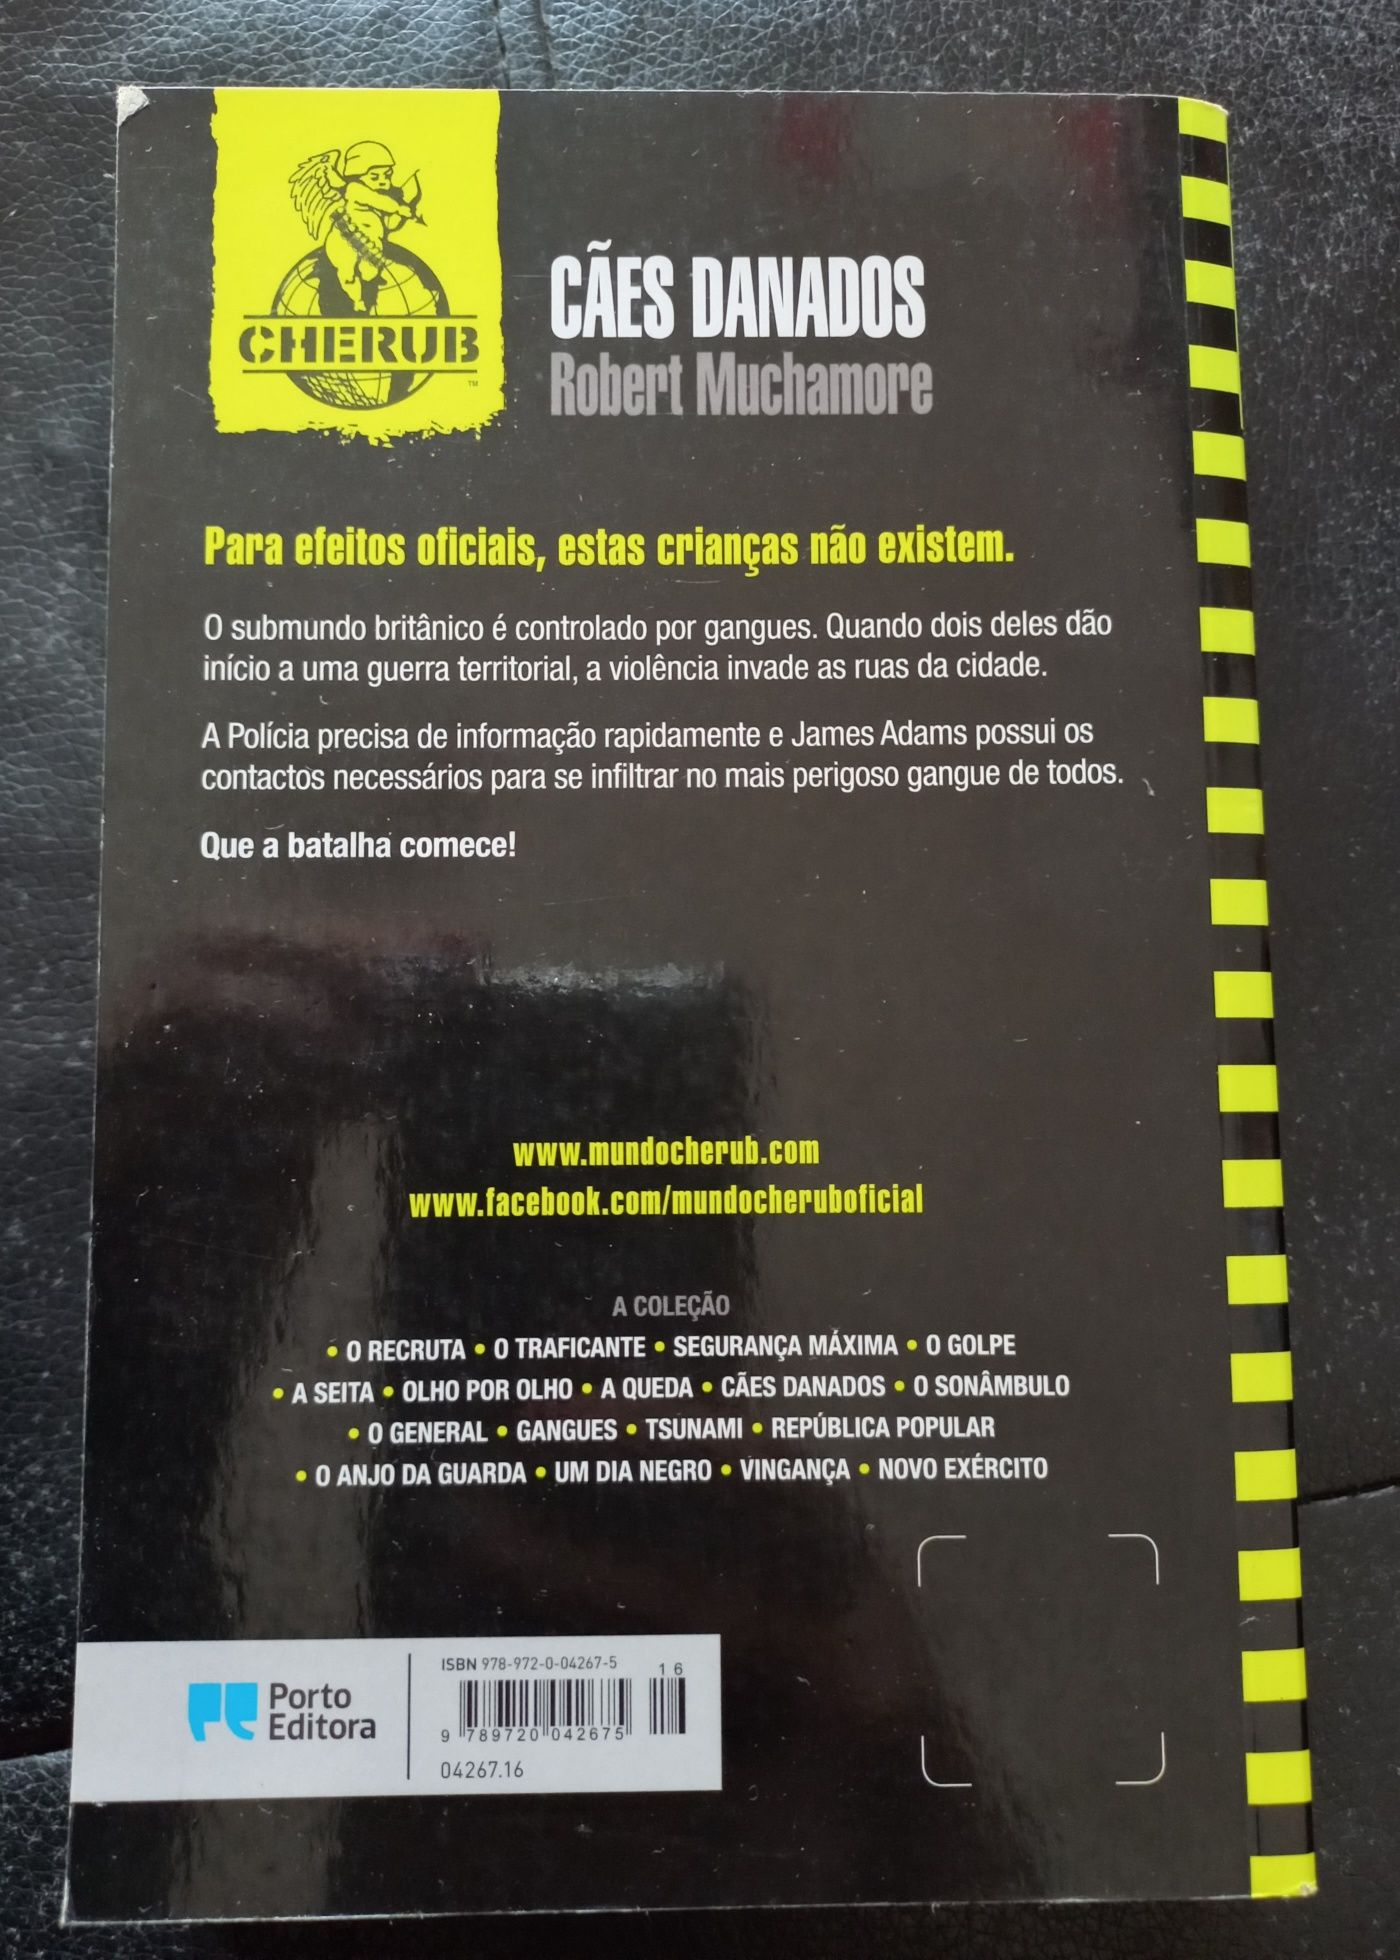 CHERUB
TM
CÃES DANADOS
Robert Muchamore
Para efeitos oficiais, estas crianças não existem.
O submundo britânico é controlado por gangues. Quando dois deles dão
início a uma guerra territorial, a violência invade as ruas da cidade.
A Polícia precisa de informação rapidamente e James Adams possui os
contactos necessários para se infiltrar no mais perigoso gangue de todos.
Que a batalha comece!
www.mundocherub.com
www.facebook.com/mundocheruboficial
A COLEÇÃO
• O RECRUTA • O TRAFICANTE • SEGURANÇA MÁXIMA • O GOLPE
• A SEITA • OLHO POR OLHO • A QUEDA • CÃES DANADOS • O SONÂMBULO
• O GENERAL • GANGUES • TSUNAMI • REPÚBLICA POPULAR
• O ANJO DA GUARDA • UM DIA NEGRO • VINGANÇA • NOVO EXÉRCITO
Porto
Editora
ISBN 978-972-0-04267-5
16
9 789720 042675
04267.16